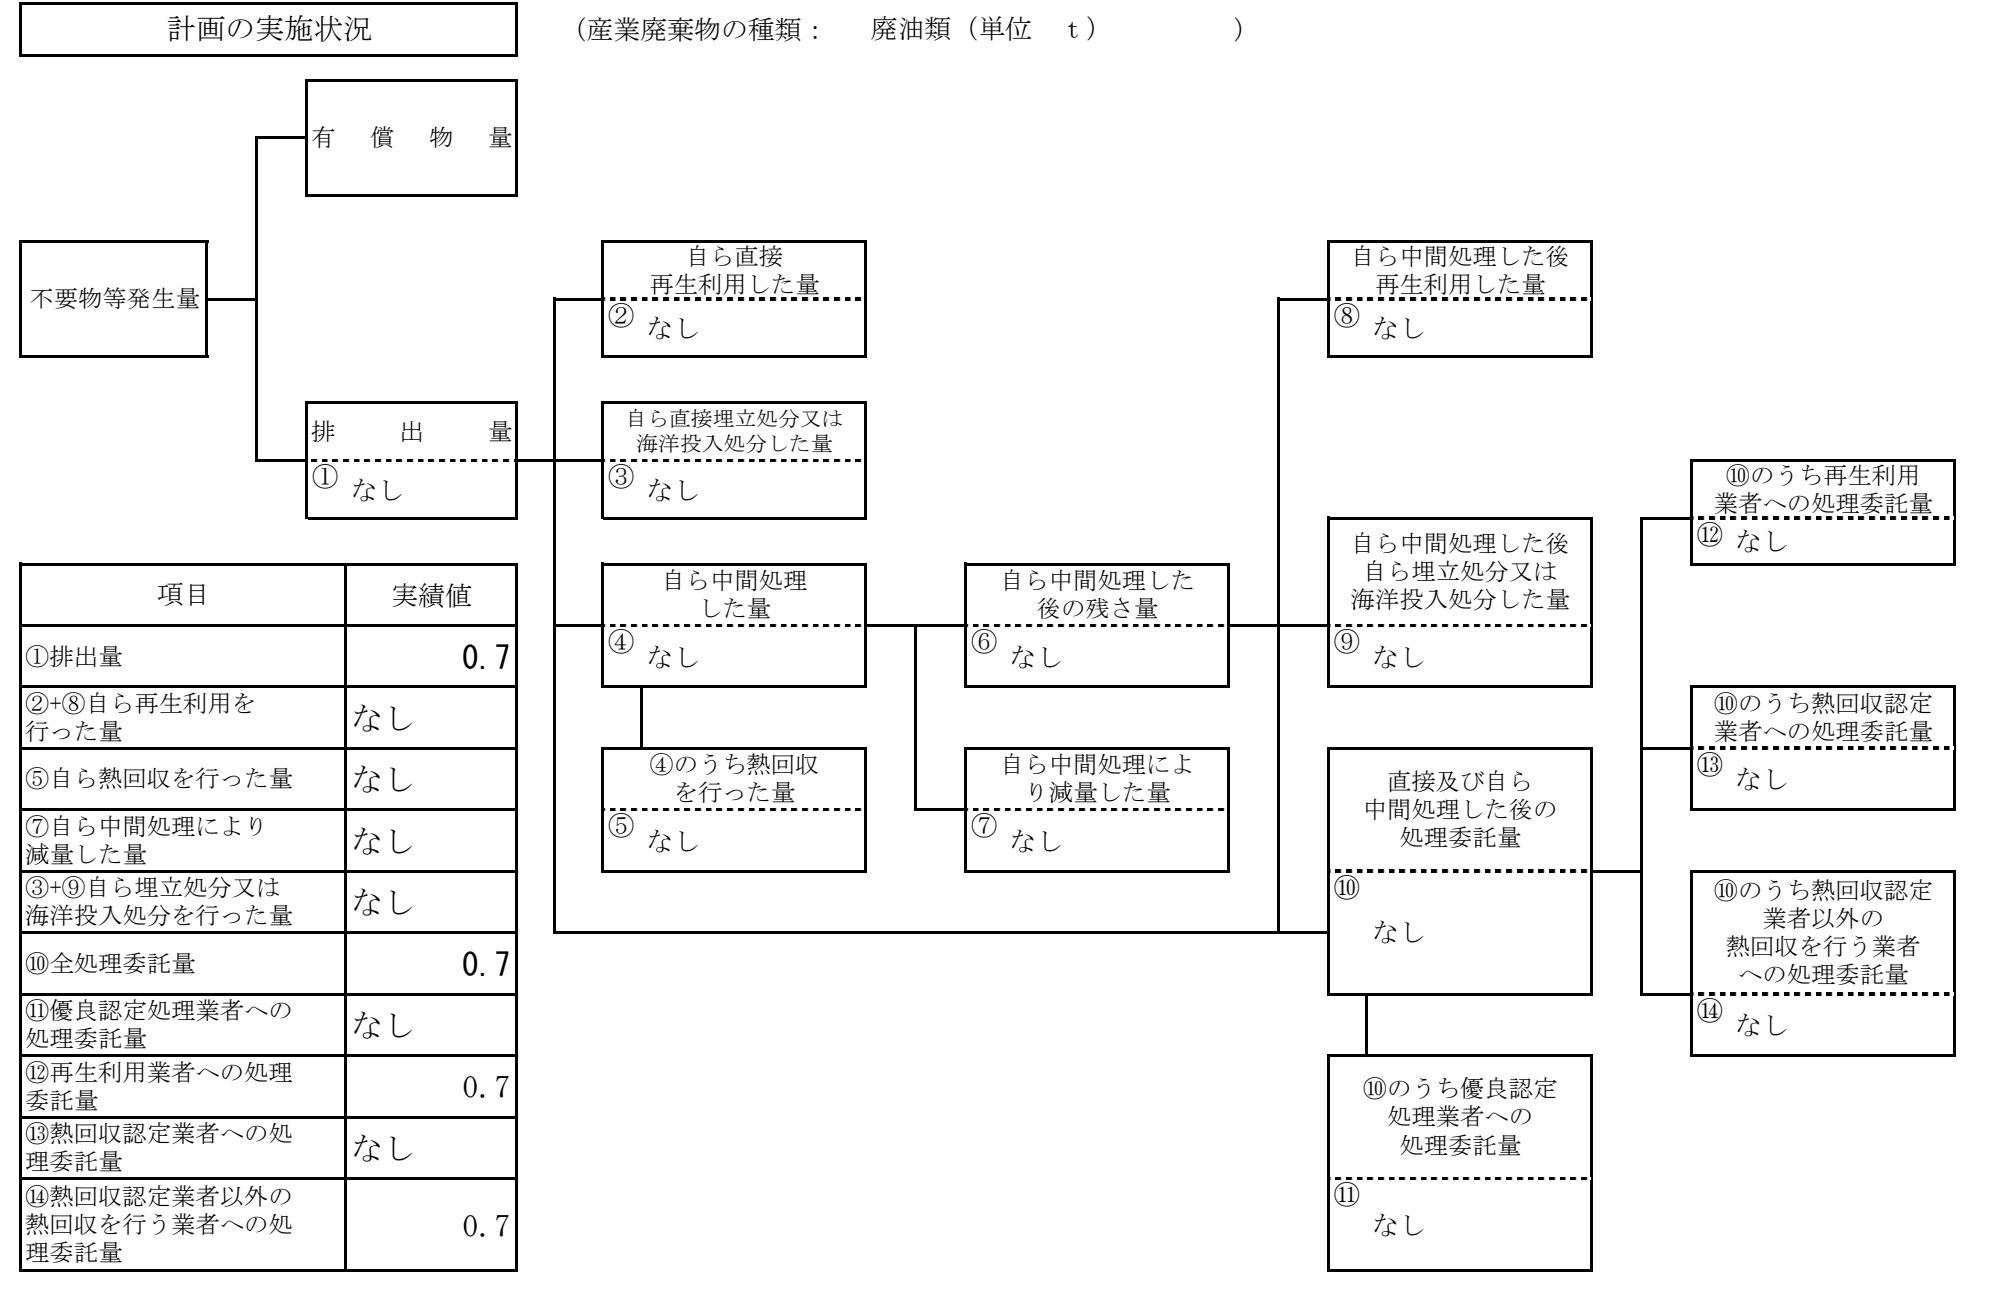 計画の実施状況
（産業廃棄物の種類： 廃油類（単位 ｔ） ）
有償物量
不要物等発生量
排出量
① なし
自ら直接
再生利用した量
② なし
自ら直接埋立処分又は
海洋投入処分した量
③ なし
自ら中間処理
した量
④ なし
④のうち熱回収
を行った量
⑤ なし
自ら中間処理した
後の残さ量
⑥ なし
自ら中間処理によ
り減量した量
⑦ なし
自ら中間処理した後
再生利用した量
⑧ なし
自ら中間処理した後
自ら埋立処分又は
海洋投入処分した量
⑨ なし
直接及び自ら
中間処理した後の
処理委託量
⑩
なし
⑩のうち優良認定
処理業者への
処理委託量
⑪
なし
⑩のうち再生利用
業者への処理委託量
⑫ なし
⑩のうち熱回収認定
業者への処理委託量
⑬ なし
⑩のうち熱回収認定
業者以外の
熱回収を行う業者
への処理委託量
⑭ なし
項目 実績値
①排出量 0.7
②+⑧自ら再生利用を
行った量 なし
⑤自ら熱回収を行った量 なし
⑦自ら中間処理により
減量した量 なし
③+⑨自ら埋立処分又は
海洋投入処分を行った量 なし
⑩全処理委託量 0.7
⑪優良認定処理業者への
処理委託量 なし
⑫再生利用業者への処理
委託量 0.7
⑬熱回収認定業者への処
理委託量 なし
⑭熱回収認定業者以外の
熱回収を行う業者への処
理委託量 0.7